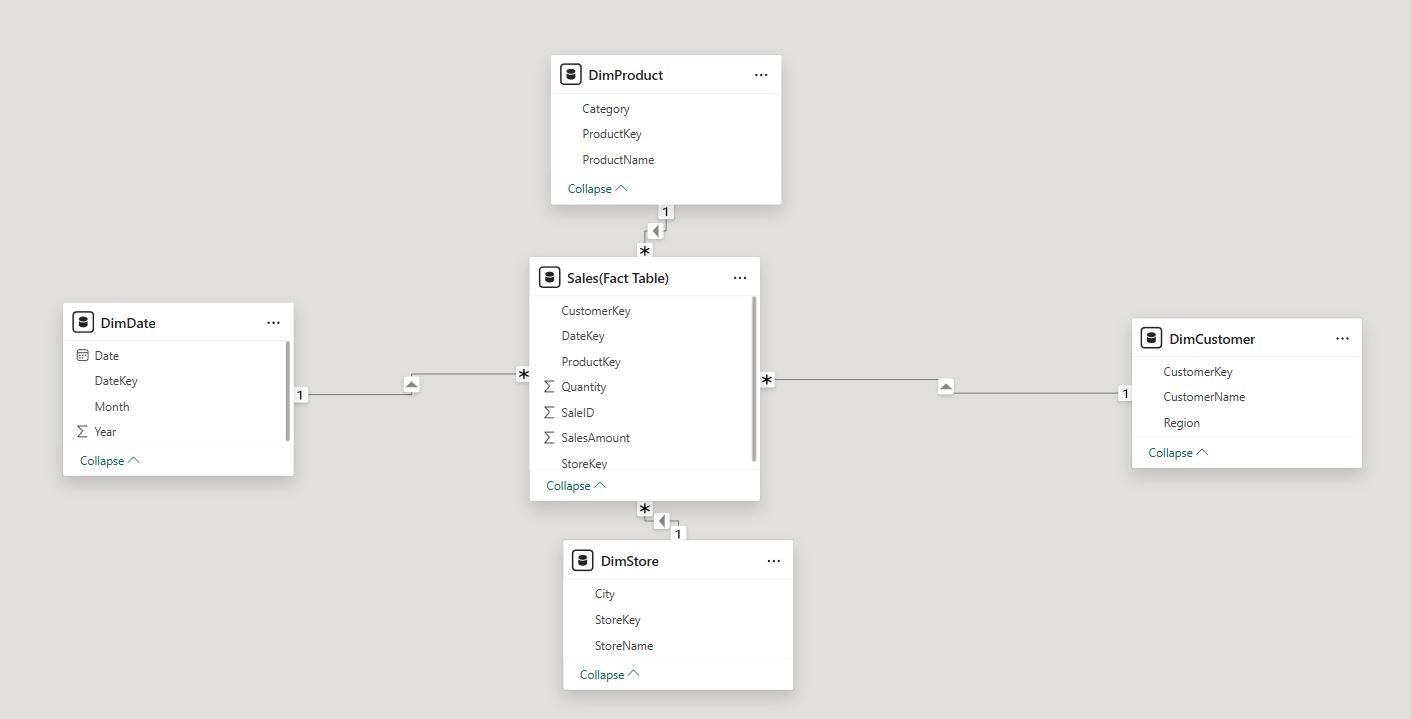 DimProduct
Category
ProductKey
ProductName
Collapse
1
*
Sales(Fact Table)
CustomerKey
DateKey
ProductKey
Quantity
SaleID
SalesAmount
StoreKey
Collapse
DimDate
Date
DateKey
Month
Year
Collapse
1
*
*
1
DimCustomer
CustomerKey
CustomerName
Region
Collapse
*
1
DimStore
City
StoreKey
StoreName
Collapse